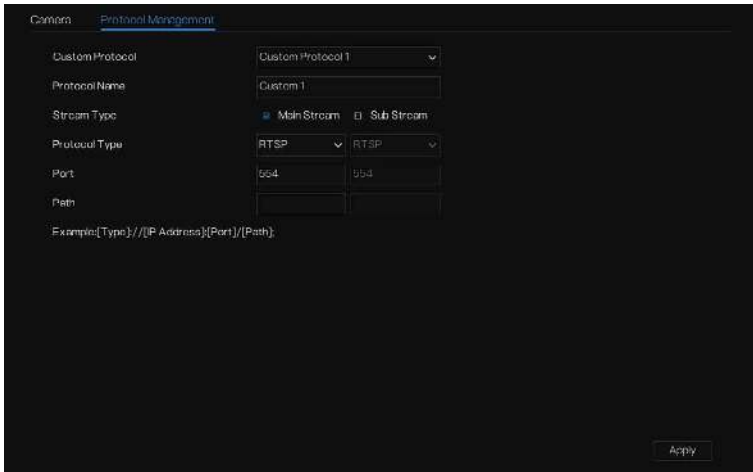 Camera Protocol Management
Custom Protocol Custom Protocol 1
Protocol Name Custom 1
Stream Type Main Stream Sub Stream
Protocol Type RTSP RTSP
Port 554 554
Path
Example:[Type]://[IP Address]:[Port]/[Path];
Apply